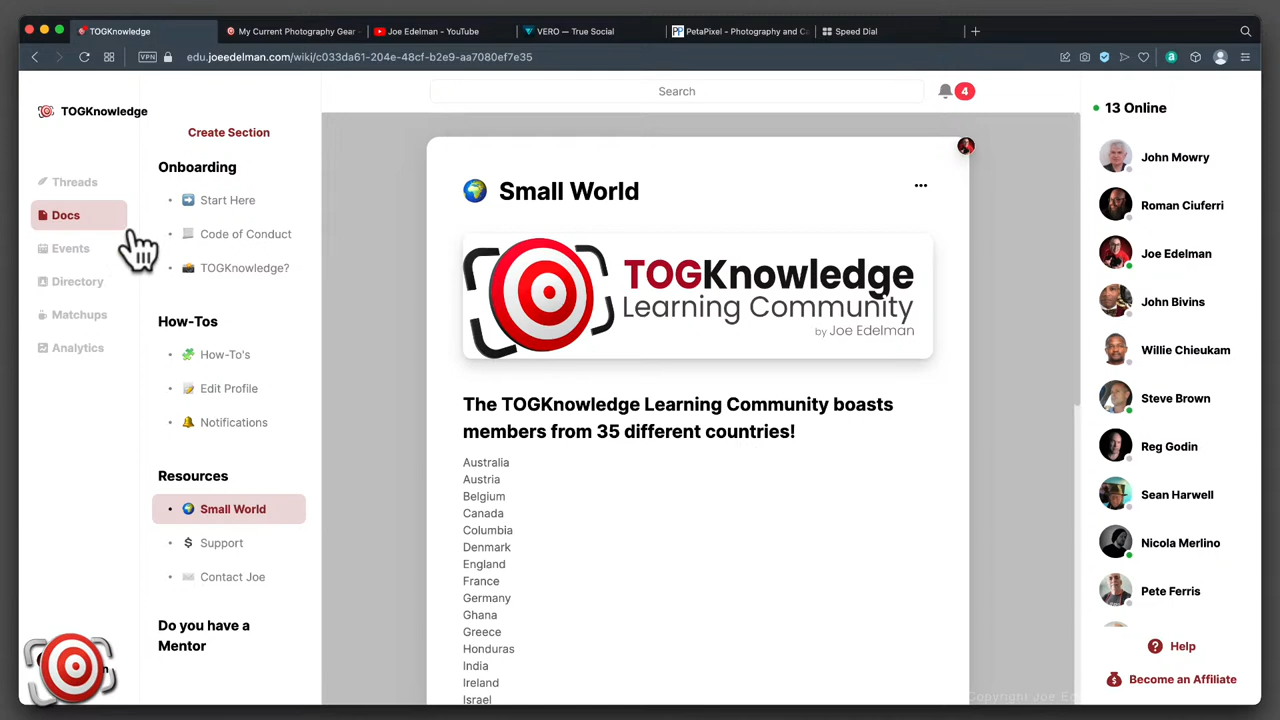 TOGKnowledge
My Current Photography Gear
Joe Edelman - YouTube
VERO — True Social
PetaPixel - Photography and Ca
Speed Dial
VPN
edu.joeedelman.com/wiki/c033da61-204e-48cf-b2e9-aa7080ef7e35
TOGKnowledge
Threads
Docs
Events
Directory
Matchups
Analytics
Create Section
Onboarding
Start Here
Code of Conduct
TOGKnowledge?
How-Tos
How-To's
Edit Profile
Notifications
Resources
Small World
Support
Contact Joe
Do you have a
Mentor
Search
4
Small World
TOGKnowledge
Learning Community
by Joe Edelman
The TOGKnowledge Learning Community boasts
members from 35 different countries!
Australia
Austria
Belgium
Canada
Columbia
Denmark
England
France
Germany
Ghana
Greece
Honduras
India
Ireland
Israel
13 Online
John Mowry
Roman Ciuferri
Joe Edelman
John Bivins
Willie Chieukam
Steve Brown
Reg Godin
Sean Harwell
Nicola Merlino
Pete Ferris
Help
Become an Affiliate
Copyright Joe Ed